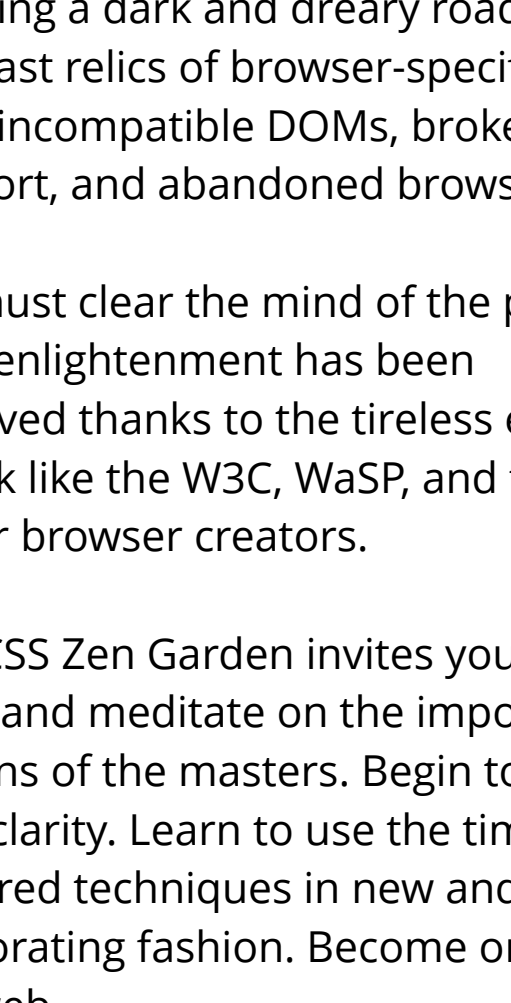 ing a dark and dreary road
ast relics of browser-specif
incompatible DOMs, broke
ort, and abandoned brows
ust clear the mind of the p
enlightenment has been
ved thanks to the tireless e
k like the W3C, WaSP, and
r browser creators.
CSS Zen Garden invites you
and meditate on the impo
ns of the masters. Begin to
clarity. Learn to use the tim
red techniques in new and
orating fashion. Become on